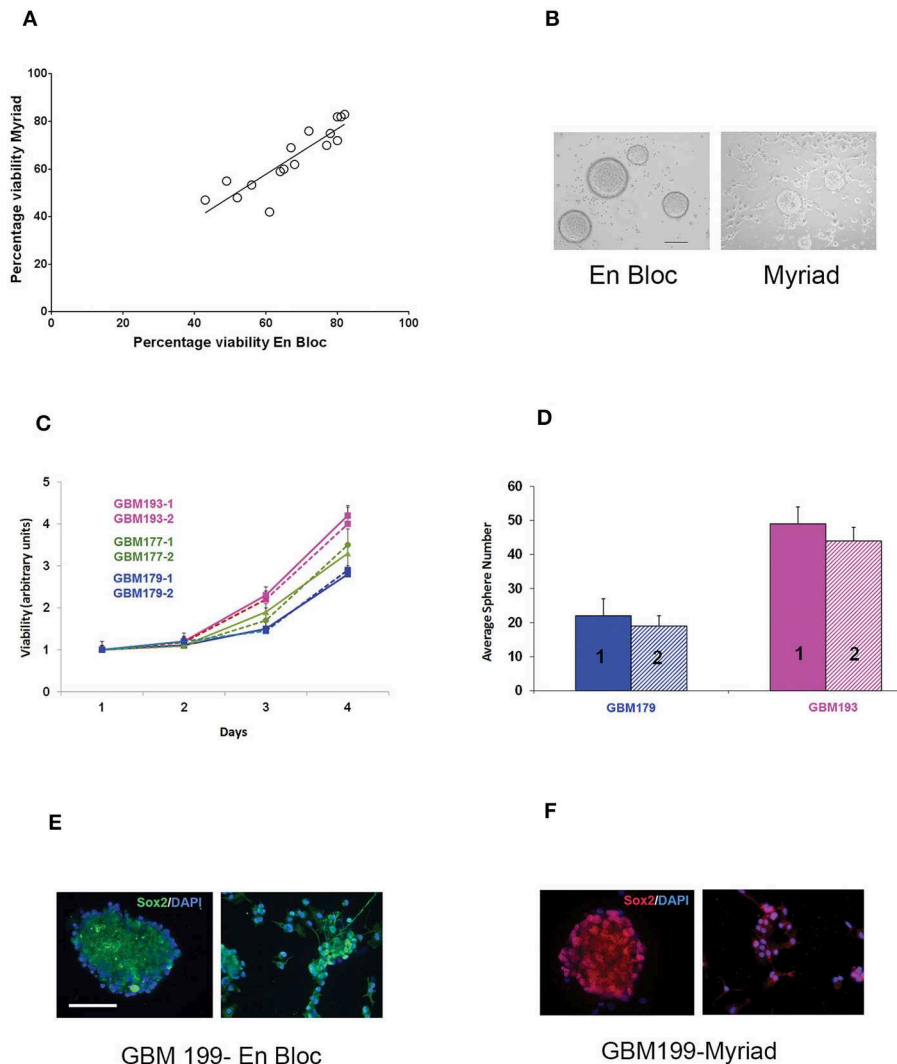 A
Percentage viability Myriad
100
80
60
40
20
0
0 20 40 60 80 100
Percentage viability En Bloc
B
En Bloc Myriad
C
Viability (arbitrary units)
5
4
3
2
1
0
GBM193-1
GBM193-2
GBM177-1
GBM177-2
GBM179-1
GBM179-2
1 2 3 4
Days
D
Average Sphere Number
60
50
40
30
20
10
0
1 2 1 2
GBM179 GBM193
E
Sox2/DAPI
GBM 199- En Bloc
F
Sox2/DAPI
GBM199-Myriad